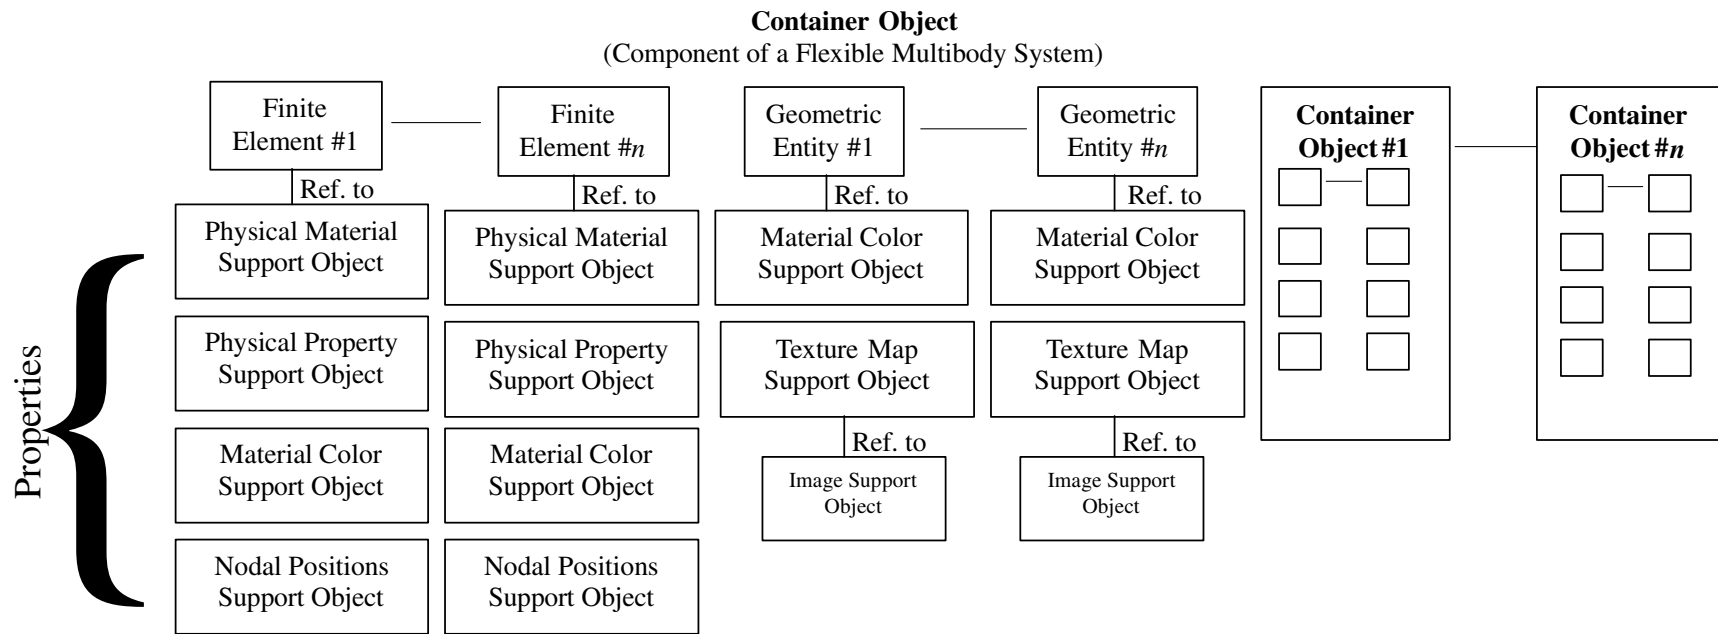 Container Object
(Component of a Flexible Multibody System)
Finite
Element #1
Finite
Element #n
Geometric
Entity #1
Geometric
Entity #n
Container
Object #1
Container
Object #n
Ref. to
Ref. to
Ref. to
Ref. to
Properties
Physical Material
Support Object
Physical Material
Support Object
Material Color
Support Object
Material Color
Support Object
Physical Property
Support Object
Physical Property
Support Object
Texture Map
Support Object
Texture Map
Support Object
Ref. to
Ref. to
Material Color
Support Object
Material Color
Support Object
Image Support
Object
Image Support
Object
Nodal Positions
Support Object
Nodal Positions
Support Object